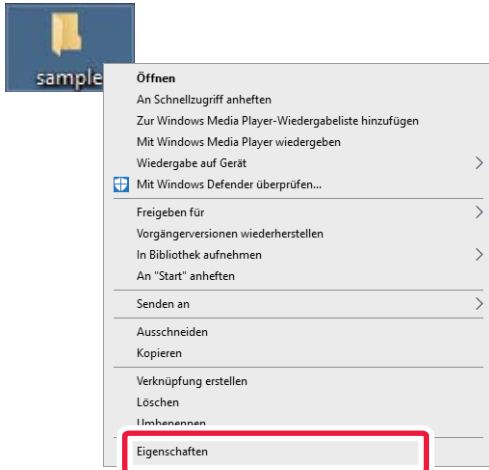 sample
Öffnen
An Schnellzugriff anheften
Zur Windows Media Player-Wiedergabeliste hinzufügen
Mit Windows Media Player wiedergeben
Wiedergabe auf Gerät
Mit Windows Defender überprüfen...
Freigeben für
Vorgängerversionen wiederherstellen
In Bibliothek aufnehmen
An "Start" anheften
Senden an
Ausschneiden
Kopieren
Verknüpfung erstellen
Löschen
Umbenennen
Eigenschaften